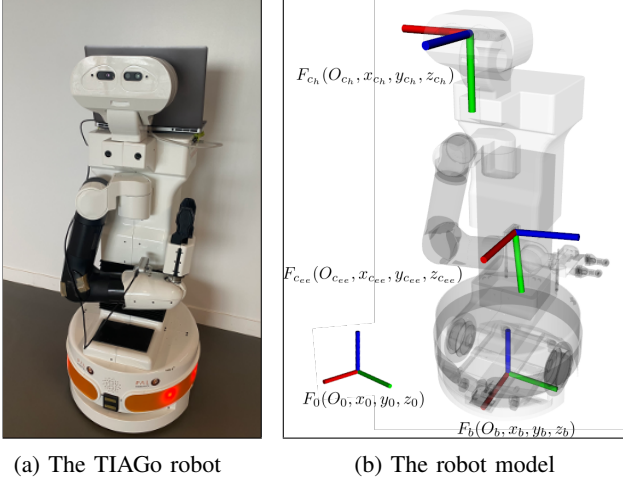 F_{c_h}(O_{c_h}, x_{c_h}, y_{c_h}, z_{c_h})
F_{c_{ee}}(O_{c_{ee}}, x_{c_{ee}}, y_{c_{ee}}, z_{c_{ee}})
F_0(O_0, x_0, y_0, z_0)
F_b(O_b, x_b, y_b, z_b)
(a) The TIAGo robot
(b) The robot model